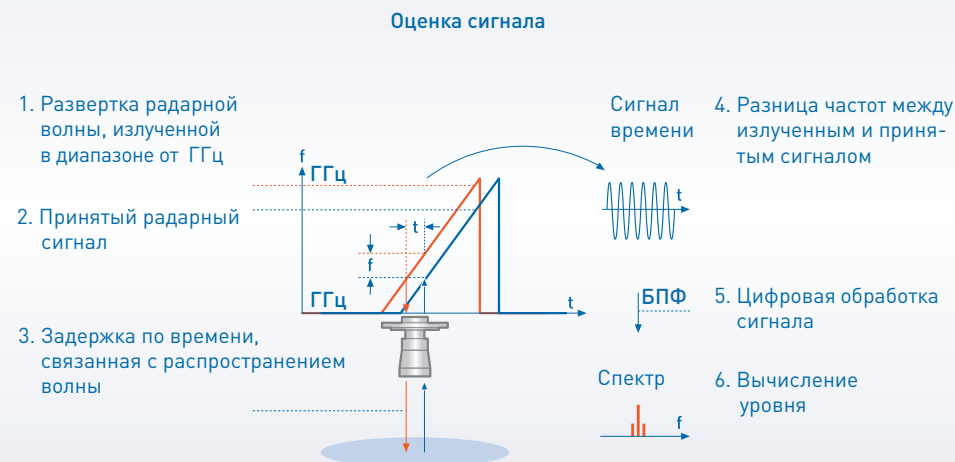 Оценка сигнала
1. Развертка радарной
волны, излученной
в диапазоне от ГГц
2. Принятый радарный
сигнал
3. Задержка по времени,
связанная с распространением
волны
f
ГГц
t
f
ГГц
t
Сигнал
времени
t
БПФ
Спектр
f
4. Разница частот между
излученным и приня-
тым сигналом
5. Цифровая обработка
сигнала
6. Вычисление
уровня